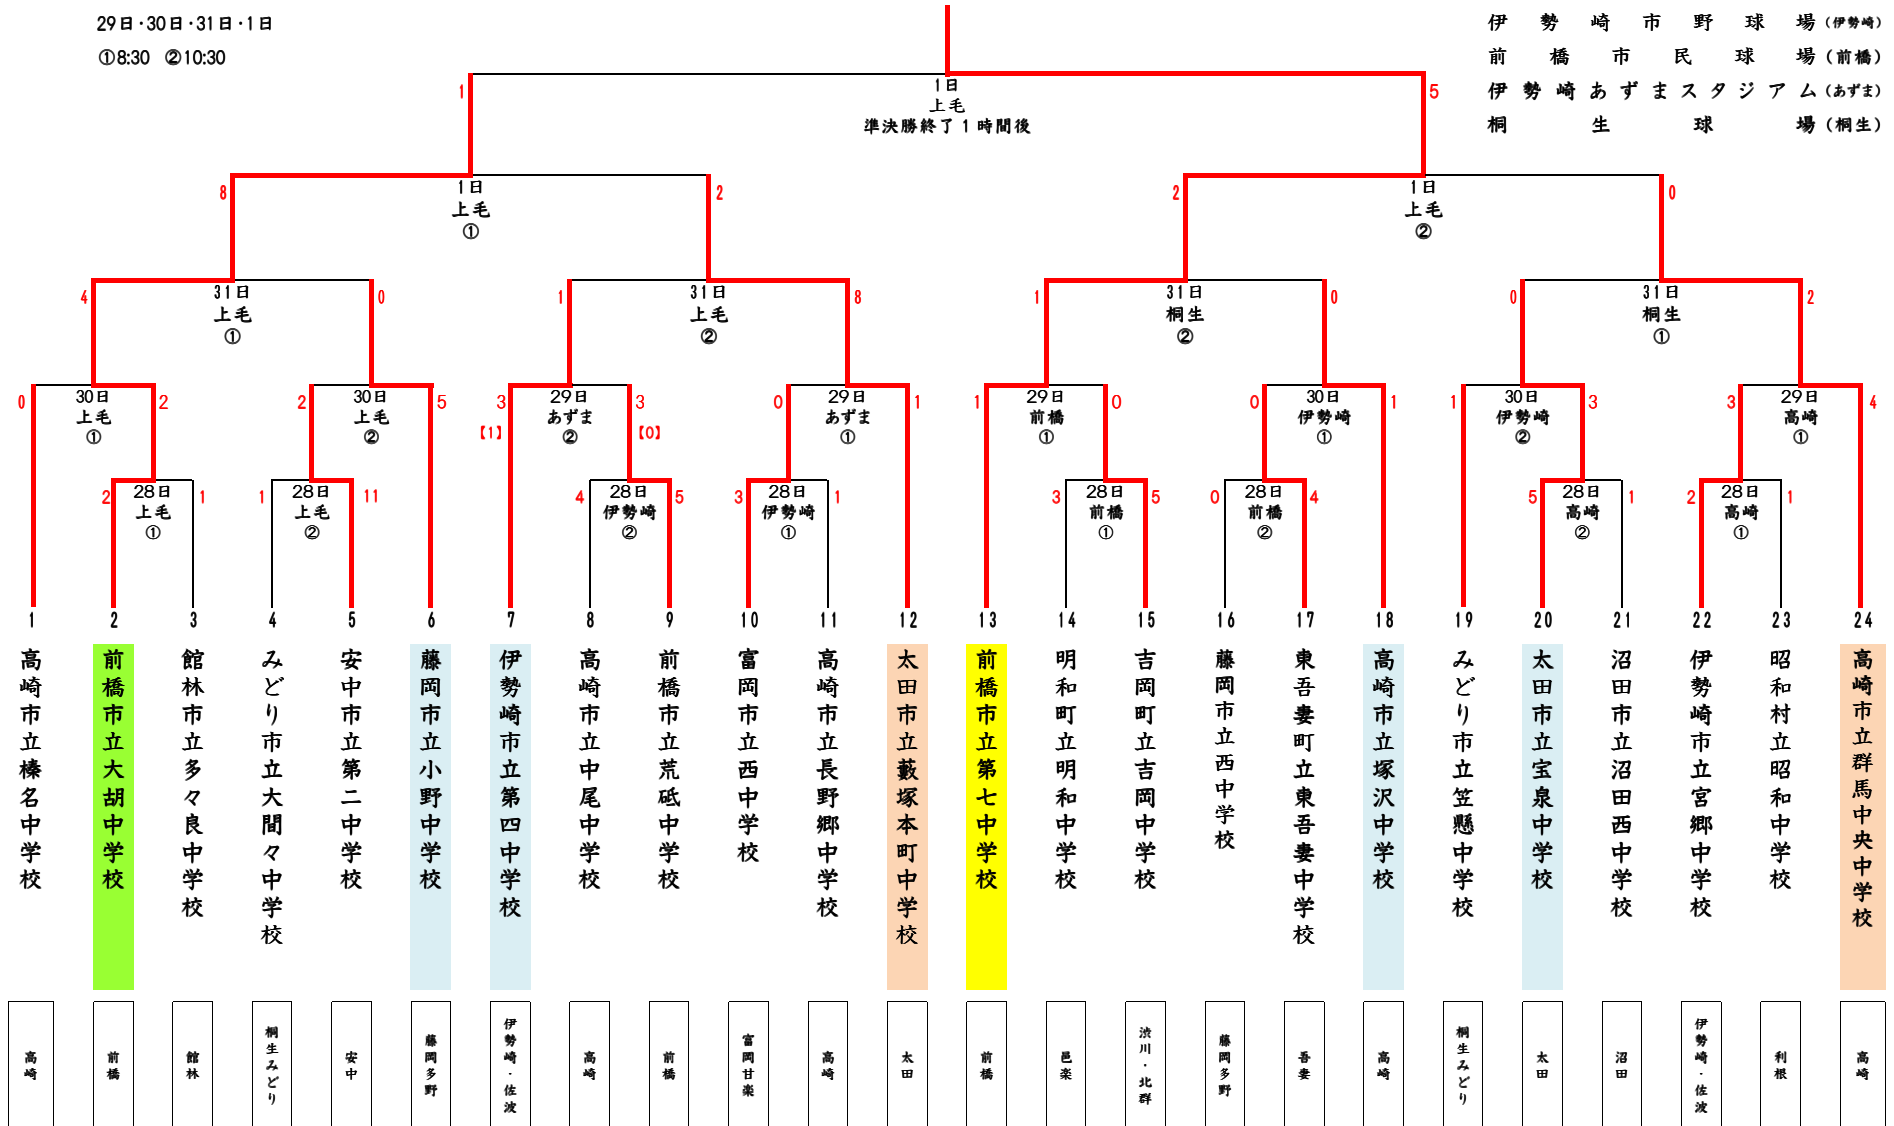 29日・30日・31日・1日
①8:30 ②10:30
伊勢崎市野球場(伊勢崎)
前橋市民球場(前橋)
伊勢崎あずまスタジアム(あずま)
桐生球場(桐生)
1 5
1日
上毛
準決勝終了1時間後
8 2 2 0
1日 1日
上毛 上毛
① ②
4 0 1 8 1 0 0 2
31日 31日 31日 31日
上毛 上毛 桐生 桐生
① ② ② ①
0 2 2 5 3 3 0 1 1 0 0 1 1 3 3 4
30日 30日 29日 29日 29日 30日 30日 29日
上毛 上毛 あずま あずま 前橋 伊勢崎 伊勢崎 高崎
① ② 【1】 ② 【0】 ① ① ① ② ①
2 1 1 11 4 5 3 1 3 5 0 4 5 1 2 1
28日 28日 28日 28日 28日 28日 28日 28日
上毛 上毛 伊勢崎 伊勢崎 前橋 前橋 高崎 高崎
① ② ② ① ① ② ② ①
1 2 3 4 5 6 7 8 9 10 11 12 13 14 15 16 17 18 19 20 21 22 23 24
高崎市立榛名中学校
前橋市立大胡中学校
館林市立多々良中学校
みどり市立大間々中学校
安中市立第二中学校
藤岡市立小野中学校
伊勢崎市立第四中学校
高崎市立中尾中学校
前橋市立荒砥中学校
富岡市立西中学校
高崎市立長野郷中学校
太田市立藪塚本町中学校
前橋市立第七中学校
明和町立明和中学校
吉岡町立吉岡中学校
藤岡市立西中学校
東吾妻町立東吾妻中学校
高崎市立塚沢中学校
みどり市立笠懸中学校
太田市立宝泉中学校
沼田市立沼田西中学校
伊勢崎市立宮郷中学校
昭和村立昭和中学校
高崎市立群馬中央中学校
高崎
前橋
館林
桐生みどり
安中
藤岡多野
伊勢崎・佐波
高崎
前橋
富岡甘楽
高崎
太田
前橋
邑楽
渋川・北群
藤岡多野
吾妻
高崎
桐生みどり
太田
沼田
伊勢崎・佐波
利根
高崎